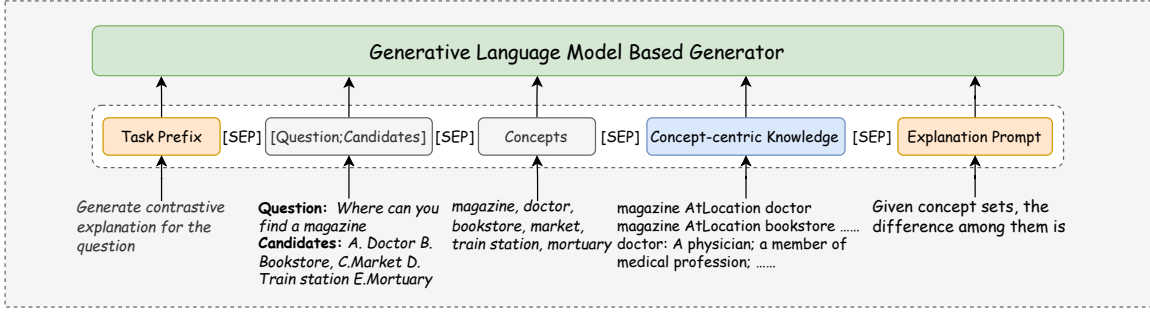 Generative Language Model Based Generator
Task Prefix [SEP] [Question;Candidates] [SEP] Concepts [SEP] Concept-centric Knowledge [SEP] Explanation Prompt
Generate contrastive
explanation for the
question
Question: Where can you
find a magazine
Candidates: A. Doctor B.
Bookstore, C.Market D.
Train station E.Mortuary
magazine, doctor,
bookstore, market,
train station, mortuary
magazine AtLocation doctor
magazine AtLocation bookstore ......
doctor: A physician; a member of
medical profession; ......
Given concept sets, the
difference among them is